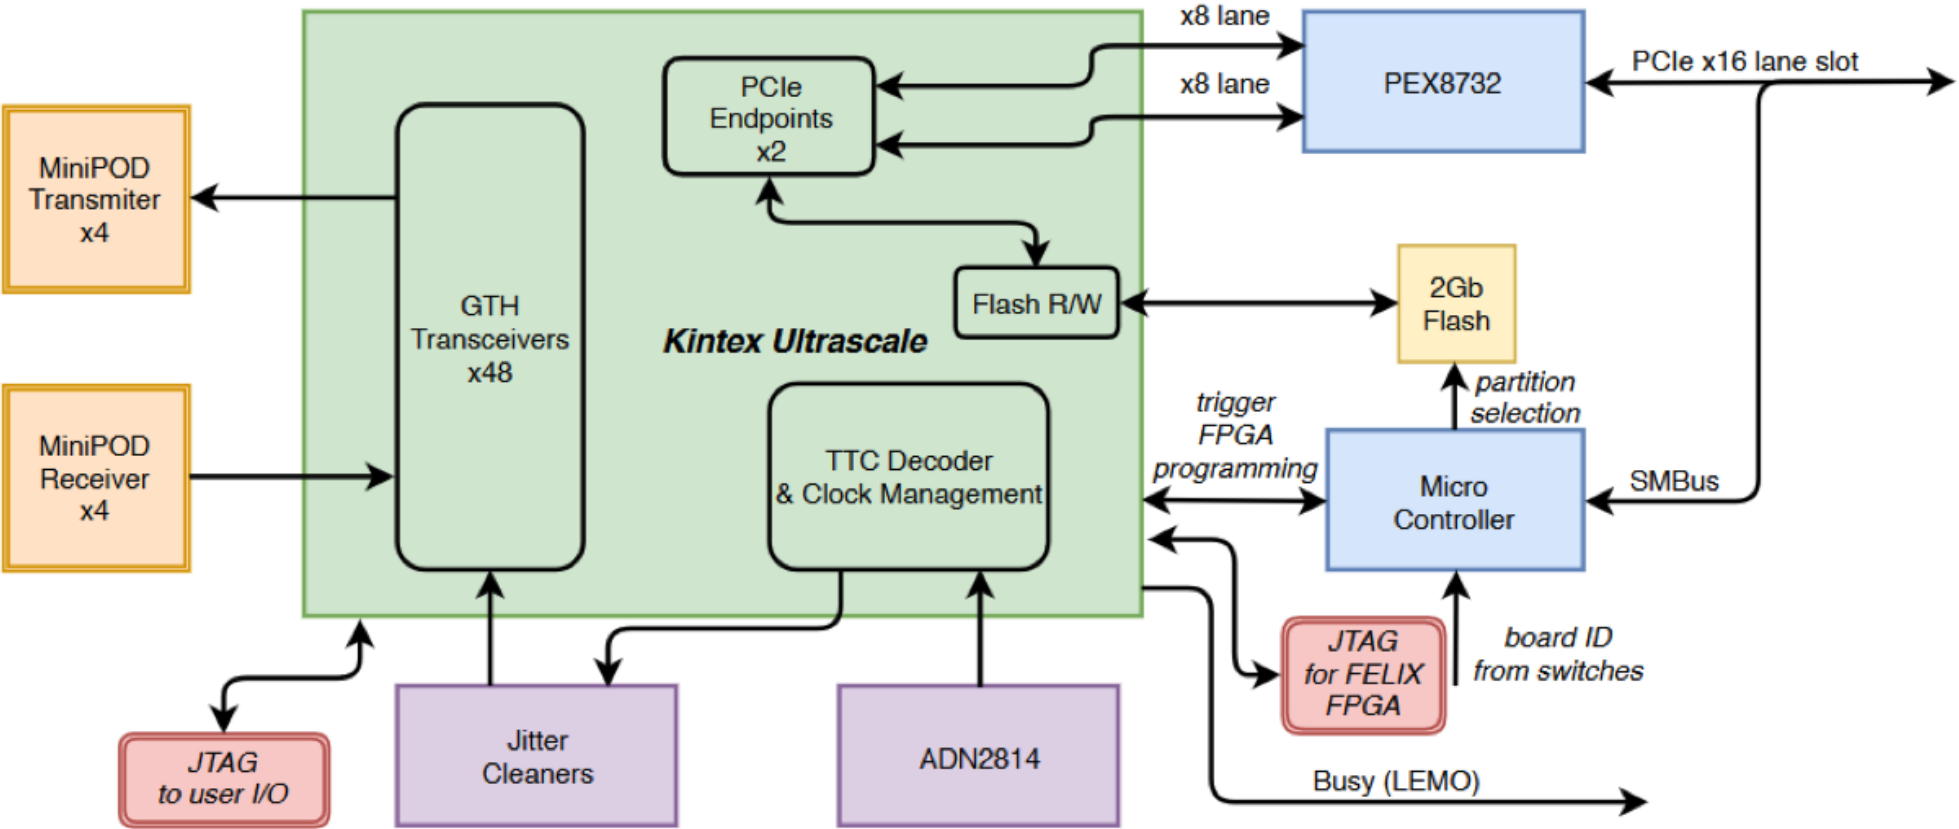 x8 lane
PCIe x16 lane slot
PCIe
Endpoints
x2
x8 lane
PEX8732
MiniPOD
Transmiter
x4
GTH
Transceivers
x48
Flash R/W
2Gb
Flash
Kintex Ultrascale
partition
selection
trigger
FPGA
programming
MiniPOD
Receiver
x4
TTC Decoder
& Clock Management
Micro
Controller
SMBus
JTAG
for FELIX
FPGA
board ID
from switches
JTAG
to user I/O
Jitter
Cleaners
ADN2814
Busy (LEMO)